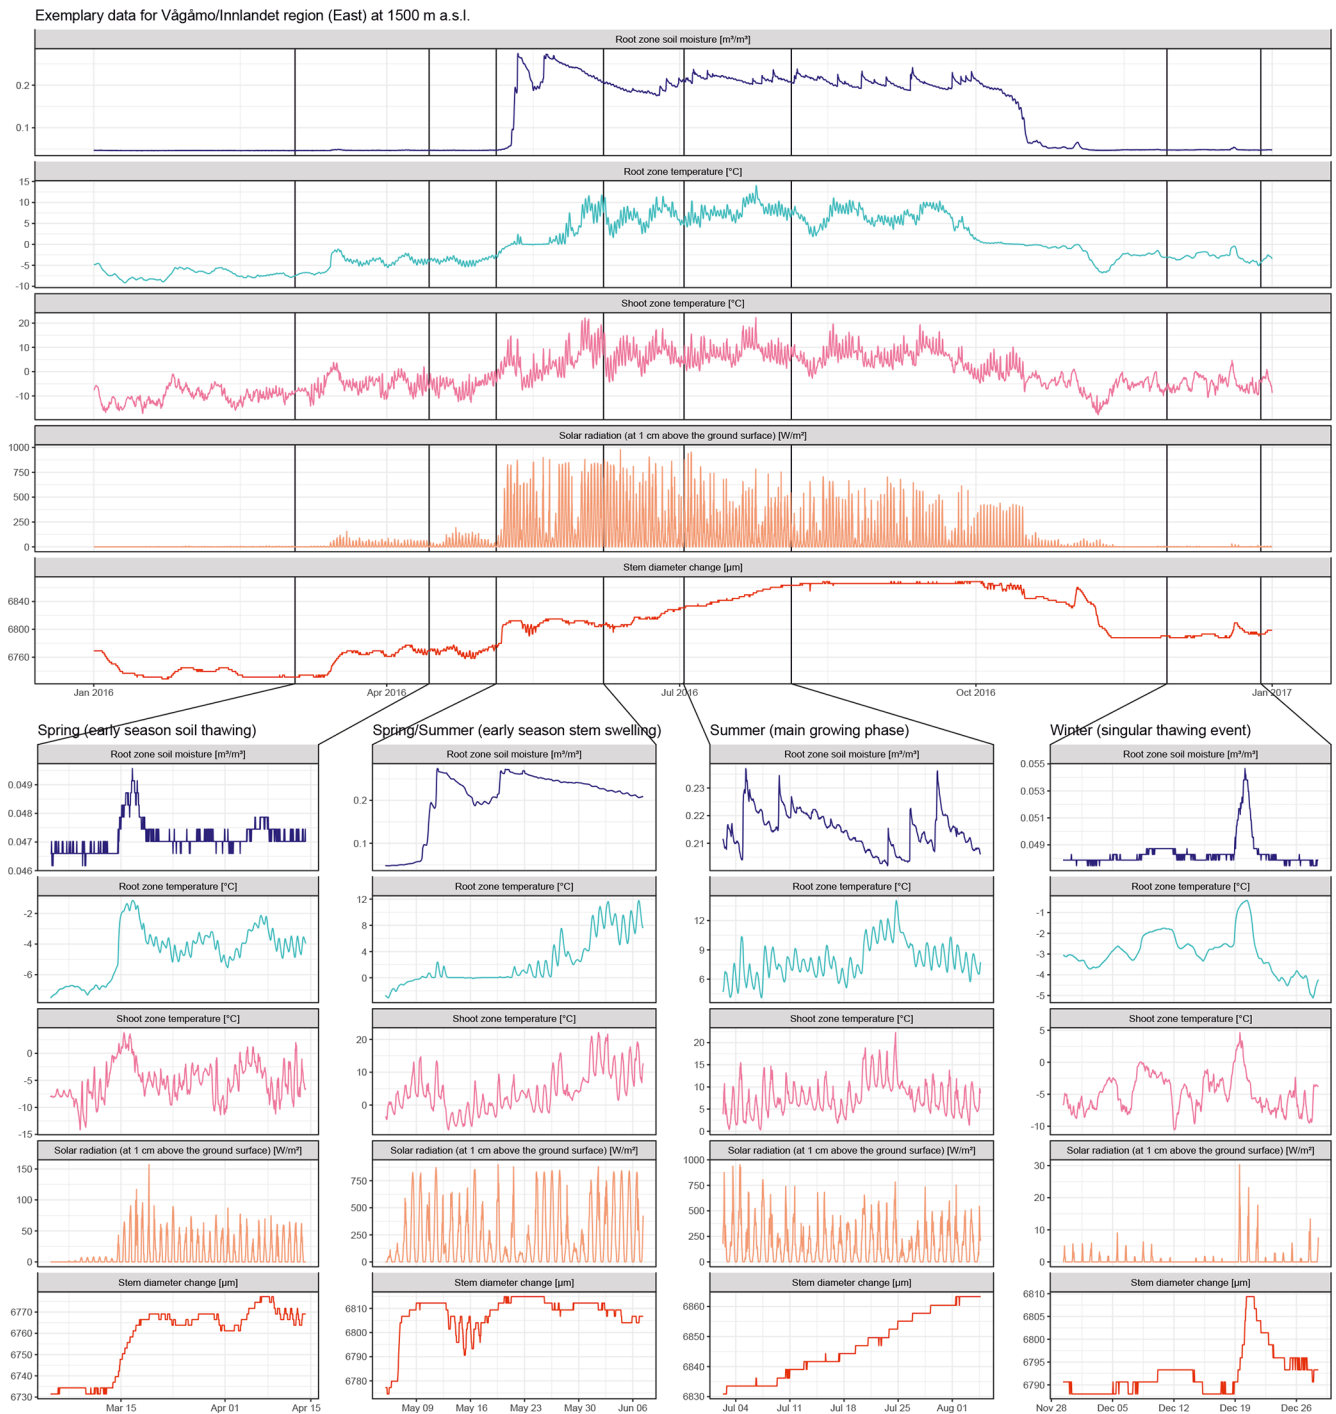 Exemplary data for Vågåmo/Innlandet region (East) at 1500 m a.s.l.
Root zone soil moisture [m³/m³]
0.2
0.1
Root zone temperature [°C]
15
10
5
0
-5
-10
Shoot zone temperature [°C]
20
10
0
-10
Solar radiation (at 1 cm above the ground surface) [W/m²]
1000
750
500
250
0
Stem diameter change [µm]
6840
6800
6760
Jan 2016 Apr 2016 Jul 2016 Oct 2016 Jan 2017
Spring (early season soil thawing)
Root zone soil moisture [m³/m³]
0.049
0.048
0.047
0.046
Root zone temperature [°C]
-2
-4
-6
Shoot zone temperature [°C]
0
-5
-10
-15
Solar radiation (at 1 cm above the ground surface) [W/m²]
150
100
50
0
Stem diameter change [µm]
6770
6760
6750
6740
6730
Mar 15 Apr 01 Apr 15
Spring/Summer (early season stem swelling)
Root zone soil moisture [m³/m³]
0.2
0.1
Root zone temperature [°C]
12
8
4
0
Shoot zone temperature [°C]
20
10
0
Solar radiation (at 1 cm above the ground surface) [W/m²]
750
500
250
0
Stem diameter change [µm]
6810
6800
6790
6780
May 09 May 16 May 23 May 30 Jun 06
Summer (main growing phase)
Root zone soil moisture [m³/m³]
0.23
0.22
0.21
Root zone temperature [°C]
12
9
6
Shoot zone temperature [°C]
20
15
10
5
0
Solar radiation (at 1 cm above the ground surface) [W/m²]
1000
750
500
250
0
Stem diameter change [µm]
6860
6850
6840
6830
Jul 04 Jul 11 Jul 18 Jul 25 Aug 01
Winter (singular thawing event)
Root zone soil moisture [m³/m³]
0.055
0.053
0.051
0.049
Root zone temperature [°C]
-1
-2
-3
-4
-5
Shoot zone temperature [°C]
5
0
-5
-10
Solar radiation (at 1 cm above the ground surface) [W/m²]
30
20
10
0
Stem diameter change [µm]
6810
6805
6800
6795
6790
Nov 28 Dec 05 Dec 12 Dec 19 Dec 26